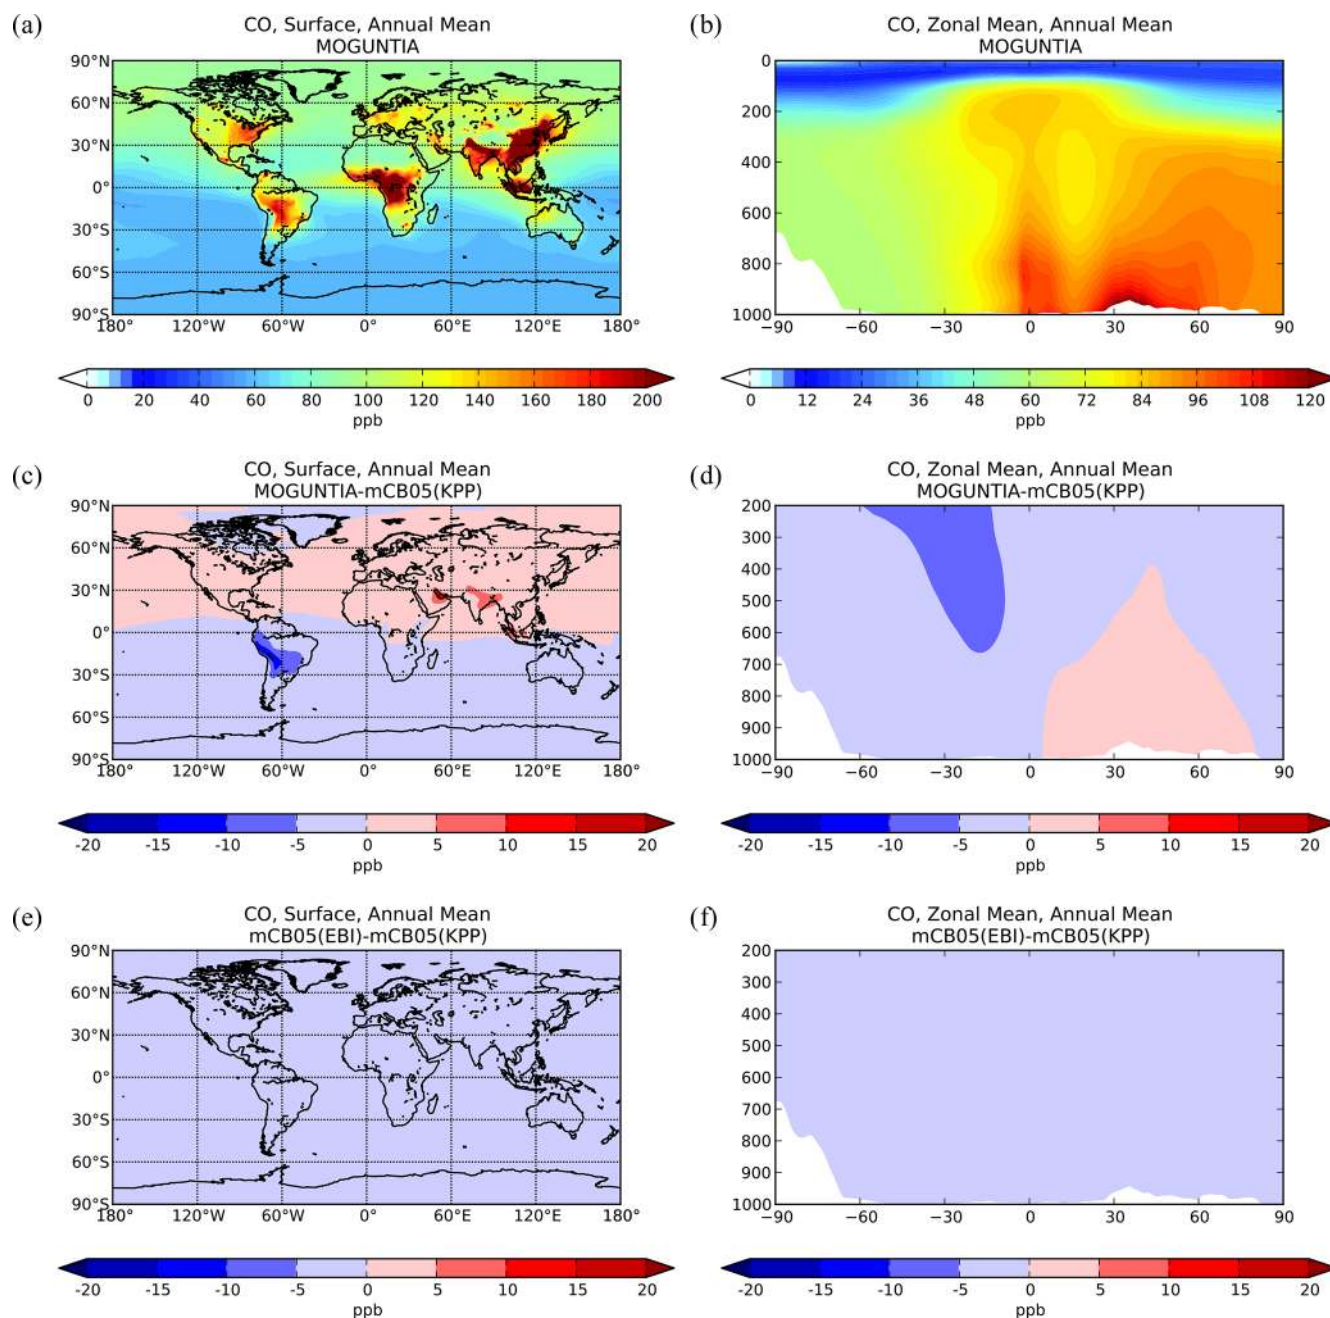 (a)
CO, Surface, Annual Mean
MOGUNTIA
90°N
60°N
30°N
0°
30°S
60°S
90°S
180° 120°W 60°W 0° 60°E 120°E 180°
0 20 40 60 80 100 120 140 160 180 200
ppb
(b)
CO, Zonal Mean, Annual Mean
MOGUNTIA
0
200
400
600
800
1000
−90 −60 −30 0 30 60 90
0 12 24 36 48 60 72 84 96 108 120
ppb
(c)
CO, Surface, Annual Mean
MOGUNTIA-mCB05(KPP)
90°N
60°N
30°N
0°
30°S
60°S
90°S
180° 120°W 60°W 0° 60°E 120°E 180°
-20 -15 -10 -5 0 5 10 15 20
ppb
(d)
CO, Zonal Mean, Annual Mean
MOGUNTIA-mCB05(KPP)
200
300
400
500
600
700
800
900
1000
−90 −60 −30 0 30 60 90
-20 -15 -10 -5 0 5 10 15 20
ppb
(e)
CO, Surface, Annual Mean
mCB05(EBI)-mCB05(KPP)
90°N
60°N
30°N
0°
30°S
60°S
90°S
180° 120°W 60°W 0° 60°E 120°E 180°
-20 -15 -10 -5 0 5 10 15 20
ppb
(f)
CO, Zonal Mean, Annual Mean
mCB05(EBI)-mCB05(KPP)
200
300
400
500
600
700
800
900
1000
−90 −60 −30 0 30 60 90
-20 -15 -10 -5 0 5 10 15 20
ppb